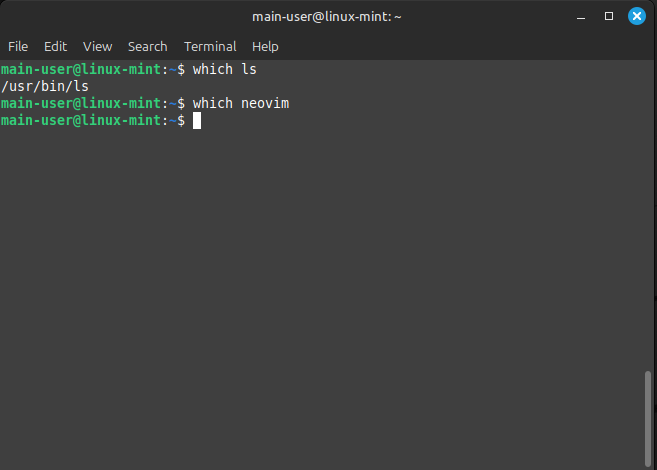 main-user@linux-mint: ~
File Edit View Search Terminal Help
main-user@linux-mint:~$ which ls
/usr/bin/ls
main-user@linux-mint:~$ which neovim
main-user@linux-mint:~$